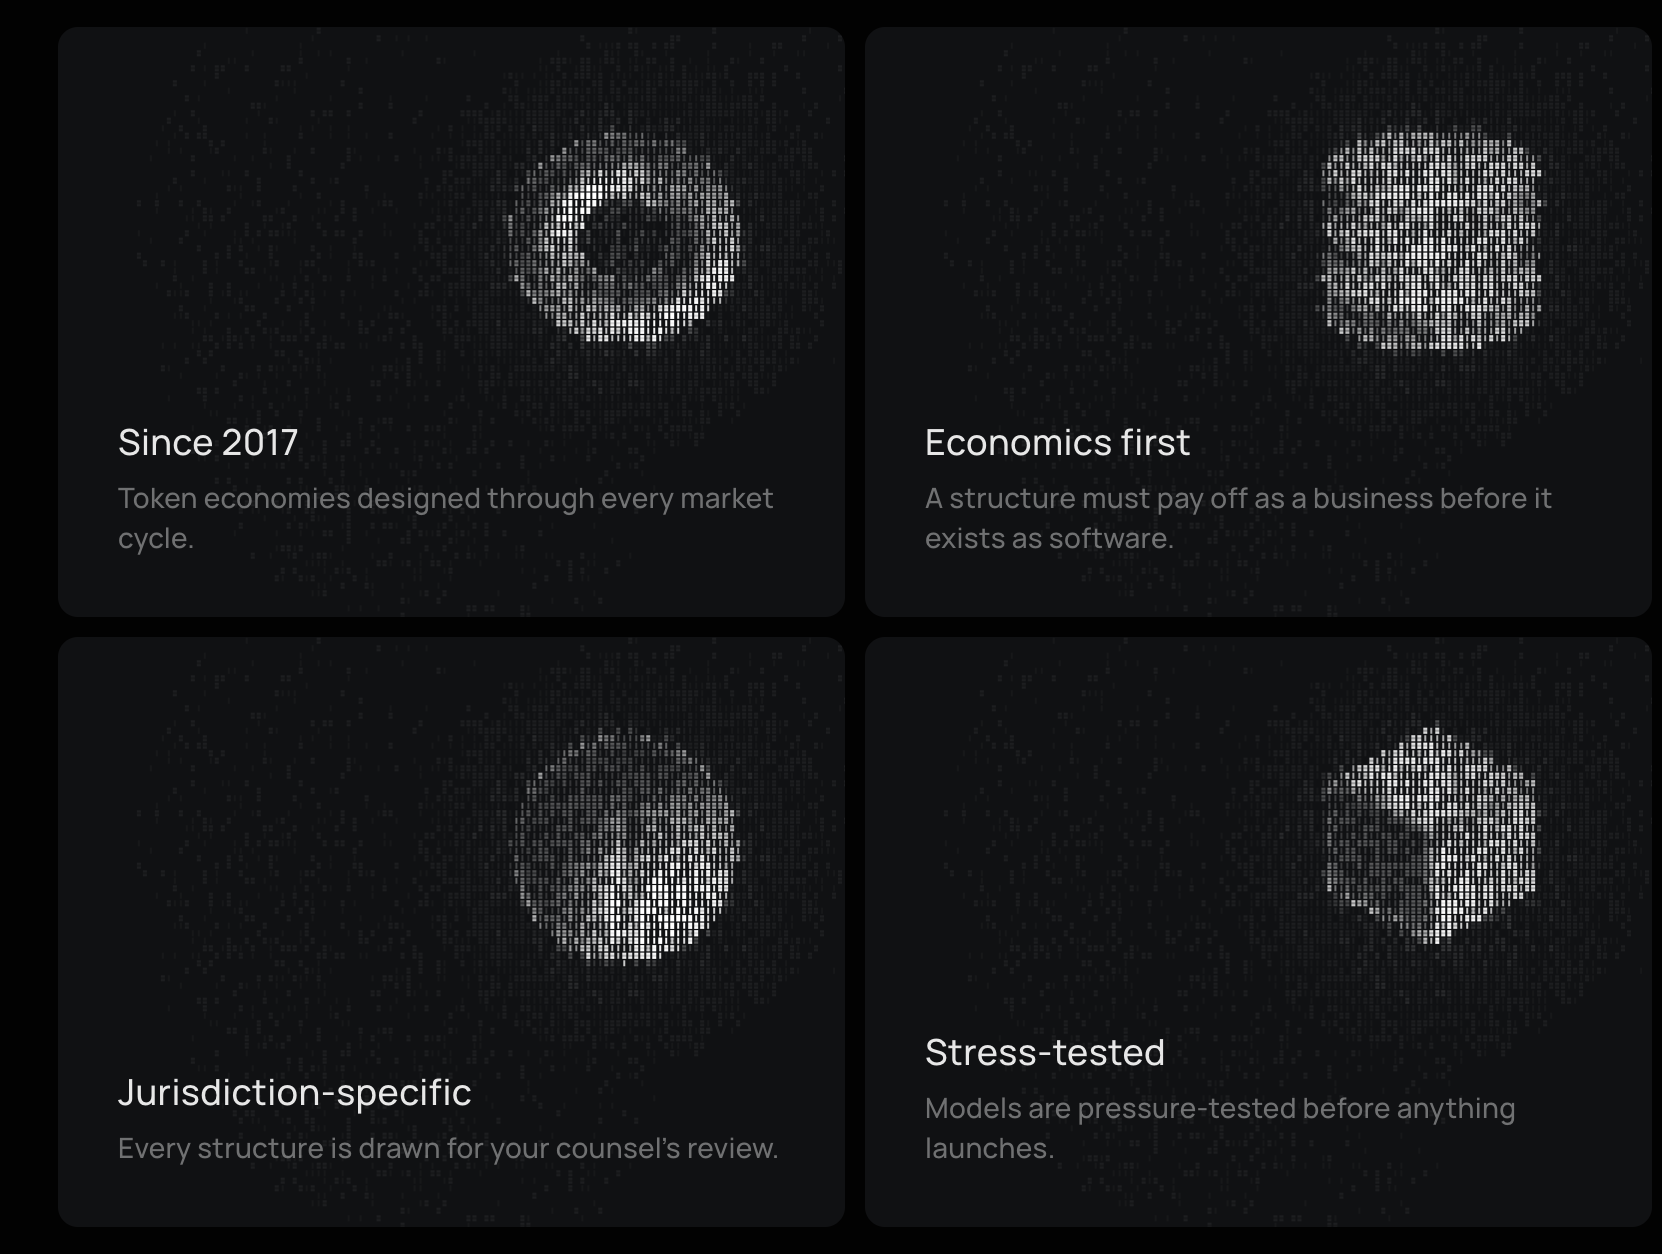 Since 2017
Token economies designed through every market
cycle.
Economics first
A structure must pay off as a business before it
exists as software.
Jurisdiction-specific
Every structure is drawn for your counsel’s review.
Stress-tested
Models are pressure-tested before anything
launches.